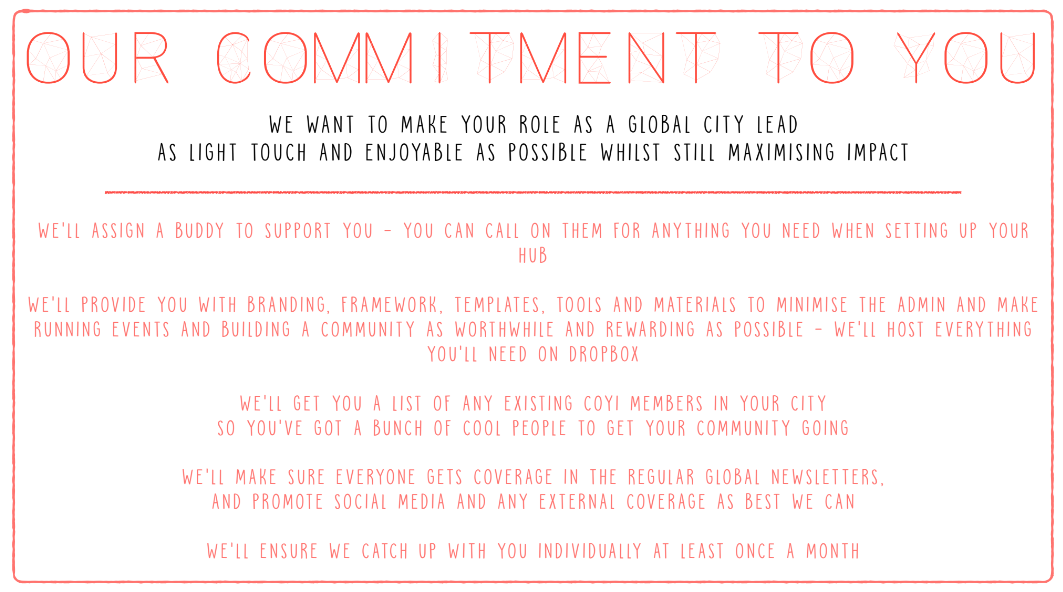 OUR COMMITMENT TO YOU
WE WANT TO MAKE YOUR ROLE AS A GLOBAL CITY LEAD
AS LIGHT TOUCH AND ENJOYABLE AS POSSIBLE WHILST STILL MAXIMISING IMPACT
WE'LL ASSIGN A BUDDY TO SUPPORT YOU - YOU CAN CALL ON THEM FOR ANYTHING YOU NEED WHEN SETTING UP YOUR
HUB
WE'LL PROVIDE YOU WITH BRANDING, FRAMEWORK, TEMPLATES, TOOLS AND MATERIALS TO MINIMISE THE ADMIN AND MAKE
RUNNING EVENTS AND BUILDING A COMMUNITY AS WORTHWHILE AND REWARDING AS POSSIBLE - WE'LL HOST EVERYTHING
YOU'LL NEED ON DROPBOX
WE'LL GET YOU A LIST OF ANY EXISTING COYI MEMBERS IN YOUR CITY
SO YOU'VE GOT A BUNCH OF COOL PEOPLE TO GET YOUR COMMUNITY GOING
WE'LL MAKE SURE EVERYONE GETS COVERAGE IN THE REGULAR GLOBAL NEWSLETTERS,
AND PROMOTE SOCIAL MEDIA AND ANY EXTERNAL COVERAGE AS BEST WE CAN
WE'LL ENSURE WE CATCH UP WITH YOU INDIVIDUALLY AT LEAST ONCE A MONTH